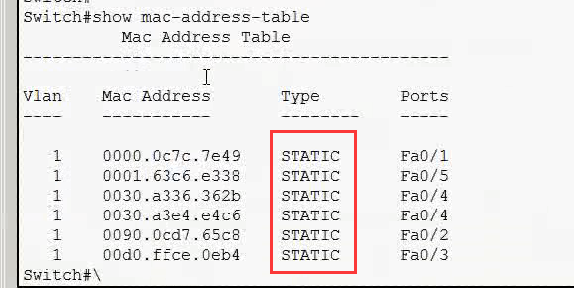 Switch#show mac-address-table
Mac Address Table
-------------------------------------------
Vlan Mac Address Type Ports
---- ----------- -------- -----
1 0000.0c7c.7e49 STATIC Fa0/1
1 0001.63c6.e338 STATIC Fa0/5
1 0030.a336.362b STATIC Fa0/4
1 0030.a3e4.e4c6 STATIC Fa0/4
1 0090.0cd7.65c8 STATIC Fa0/2
1 00d0.ffce.0eb4 STATIC Fa0/3
Switch#\